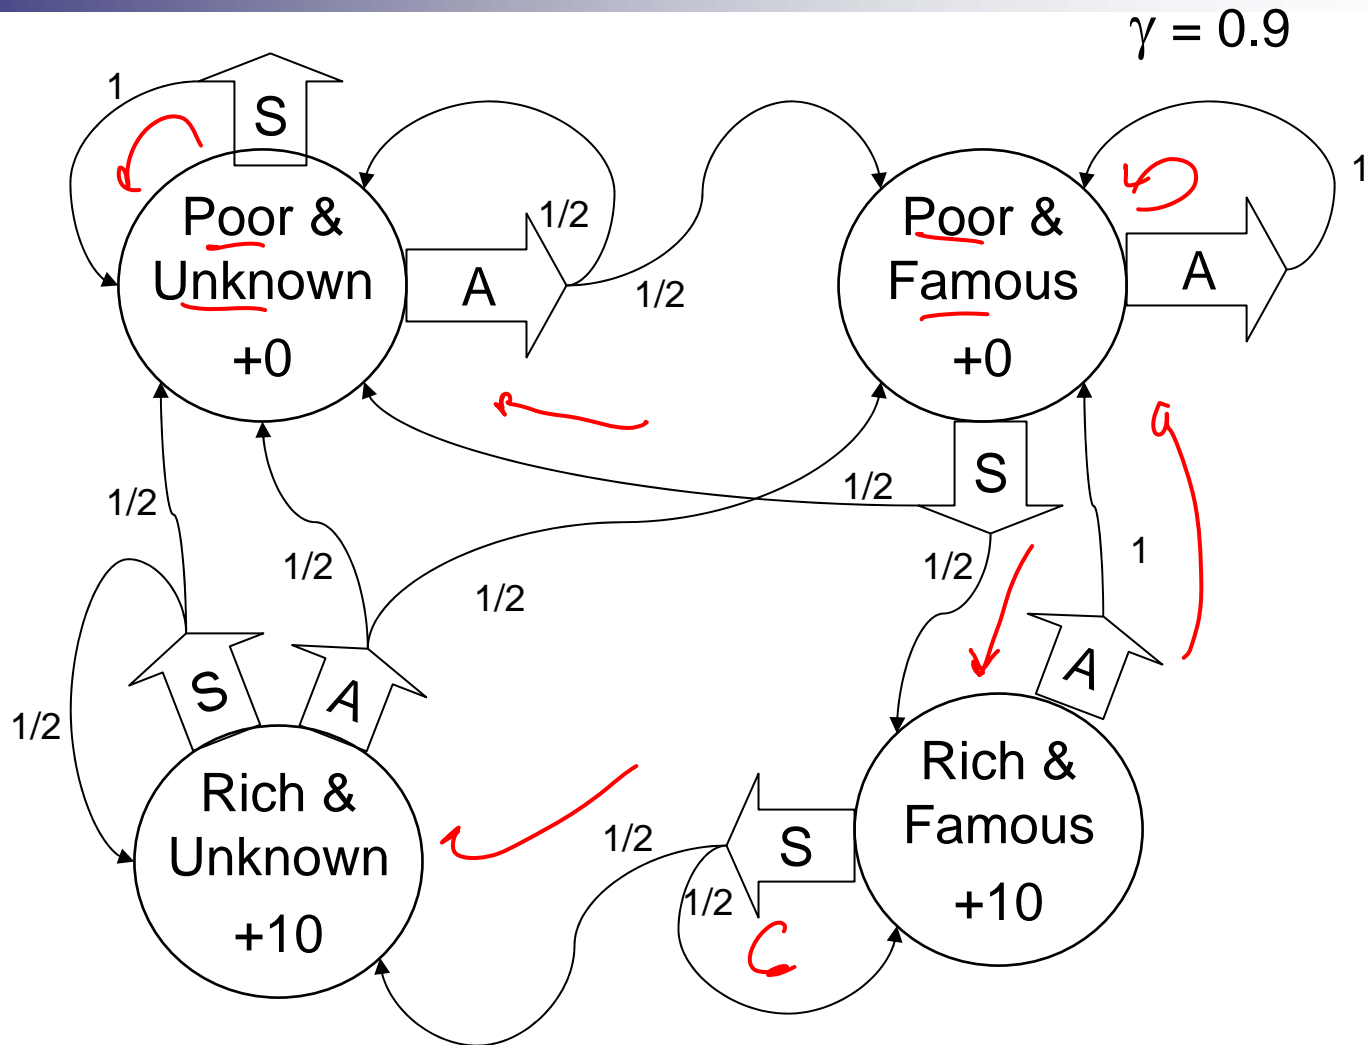 γ = 0.9
1
S
Poor &
Unknown
+0
A
1/2
1/2
Poor &
Famous
+0
A
1
S
1/2
1/2
1/2
1/2
1/2
1
S
A
A
1/2
Rich &
Unknown
+10
1/2
1/2
S
Rich &
Famous
+10